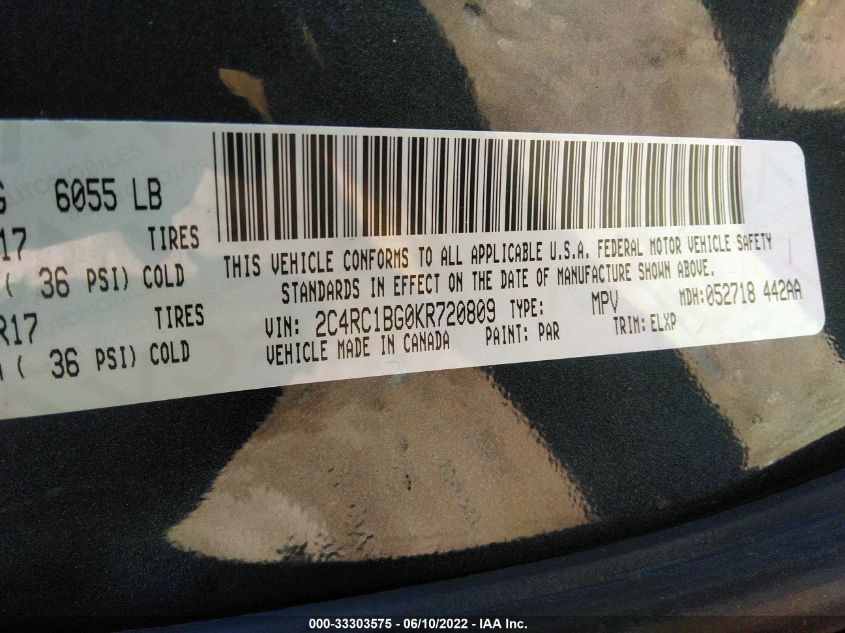 G 6055 LB
17 TIRES
( 36 PSI) COLD
R17 TIRES
( 36 PSI) COLD
THIS VEHICLE CONFORMS TO ALL APPLICABLE U.S.A. FEDERAL MOTOR VEHICLE SAFETY
STANDARDS IN EFFECT ON THE DATE OF MANUFACTURE SHOWN ABOVE.
VIN: 2C4RC1BG0KR720809 TYPE: MPV MDH:052718 442AA
VEHICLE MADE IN CANADA PAINT: PAR TRIM: ELXP
000-33303575 - 06/10/2022 - IAA Inc.